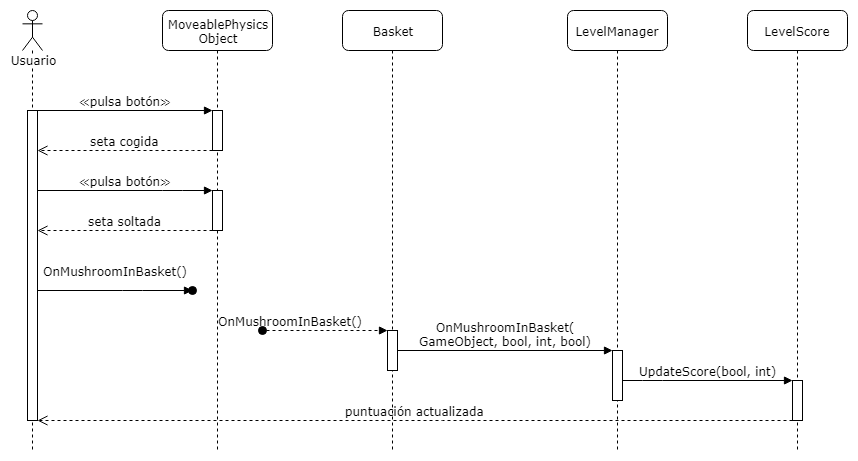 MoveablePhysics
Object
Basket
LevelManager
LevelScore
Usuario
≪pulsa botón≫
seta cogida
≪pulsa botón≫
seta soltada
OnMushroomInBasket()
OnMushroomInBasket()
OnMushroomInBasket(
GameObject, bool, int, bool)
UpdateScore(bool, int)
puntuación actualizada